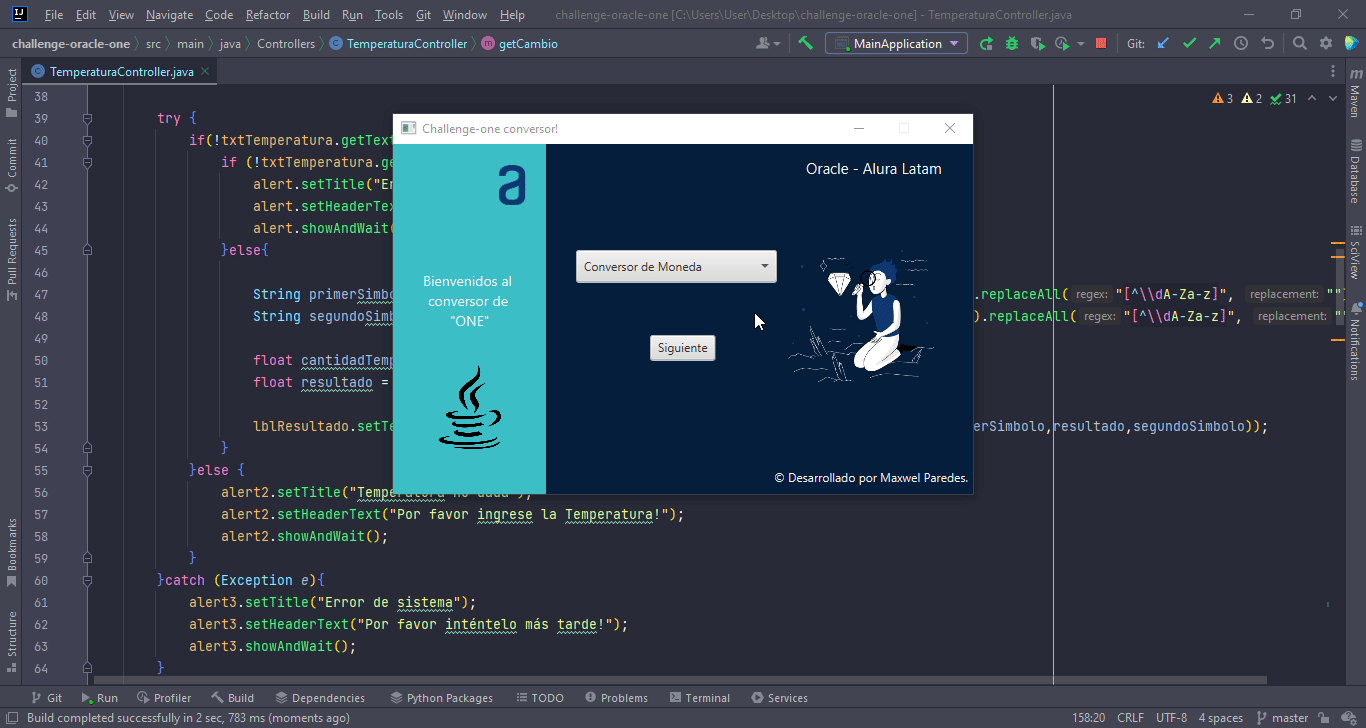 File Edit View Navigate Code Refactor Build Run Tools Git Window Help challenge-oracle-one [C:\Users\User\Desktop\challenge-oracle-one] - TemperaturaController.java
challenge-oracle-one src main java Controllers TemperaturaController getCambio MainApplication Git:
TemperaturaController.java
Project
Commit
Pull Requests
Bookmarks
Structure
38
39 try {
40 if(!txtTemperatura.getText
41 if (!txtTemperatura.ge
42 alert.setTitle("Er
43 alert.setHeaderTex
44 alert.showAndWait(
45 }else{
46
47 String primerSimbo .replaceAll( regex: "[^\\dA-Za-z]", replacement: "")
48 String segundoSimb ).replaceAll( regex: "[^\\dA-Za-z]", replacement: "
49
50 float cantidadTemp
51 float resultado =
52
53 lblResultado.setTe erSimbolo,resultado,segundoSimbolo));
54 }
55 }else {
56 alert2.setTitle("Temperatura no dada");
57 alert2.setHeaderText("Por favor ingrese la Temperatura!");
58 alert2.showAndWait();
59 }
60 }catch (Exception e){
61 alert3.setTitle("Error de sistema");
62 alert3.setHeaderText("Por favor inténtelo más tarde!");
63 alert3.showAndWait();
64 }
3 2 31
Challenge-one conversor!
a
Bienvenidos al
conversor de
"ONE"
Oracle - Alura Latam
Conversor de Moneda
Siguiente
© Desarrollado por Maxwel Paredes.
m
Maven
Database
SciView
Notifications
Git Run Profiler Build Dependencies Python Packages TODO Problems Terminal Services
Build completed successfully in 2 sec, 783 ms (moments ago) 158:20 CRLF UTF-8 4 spaces master